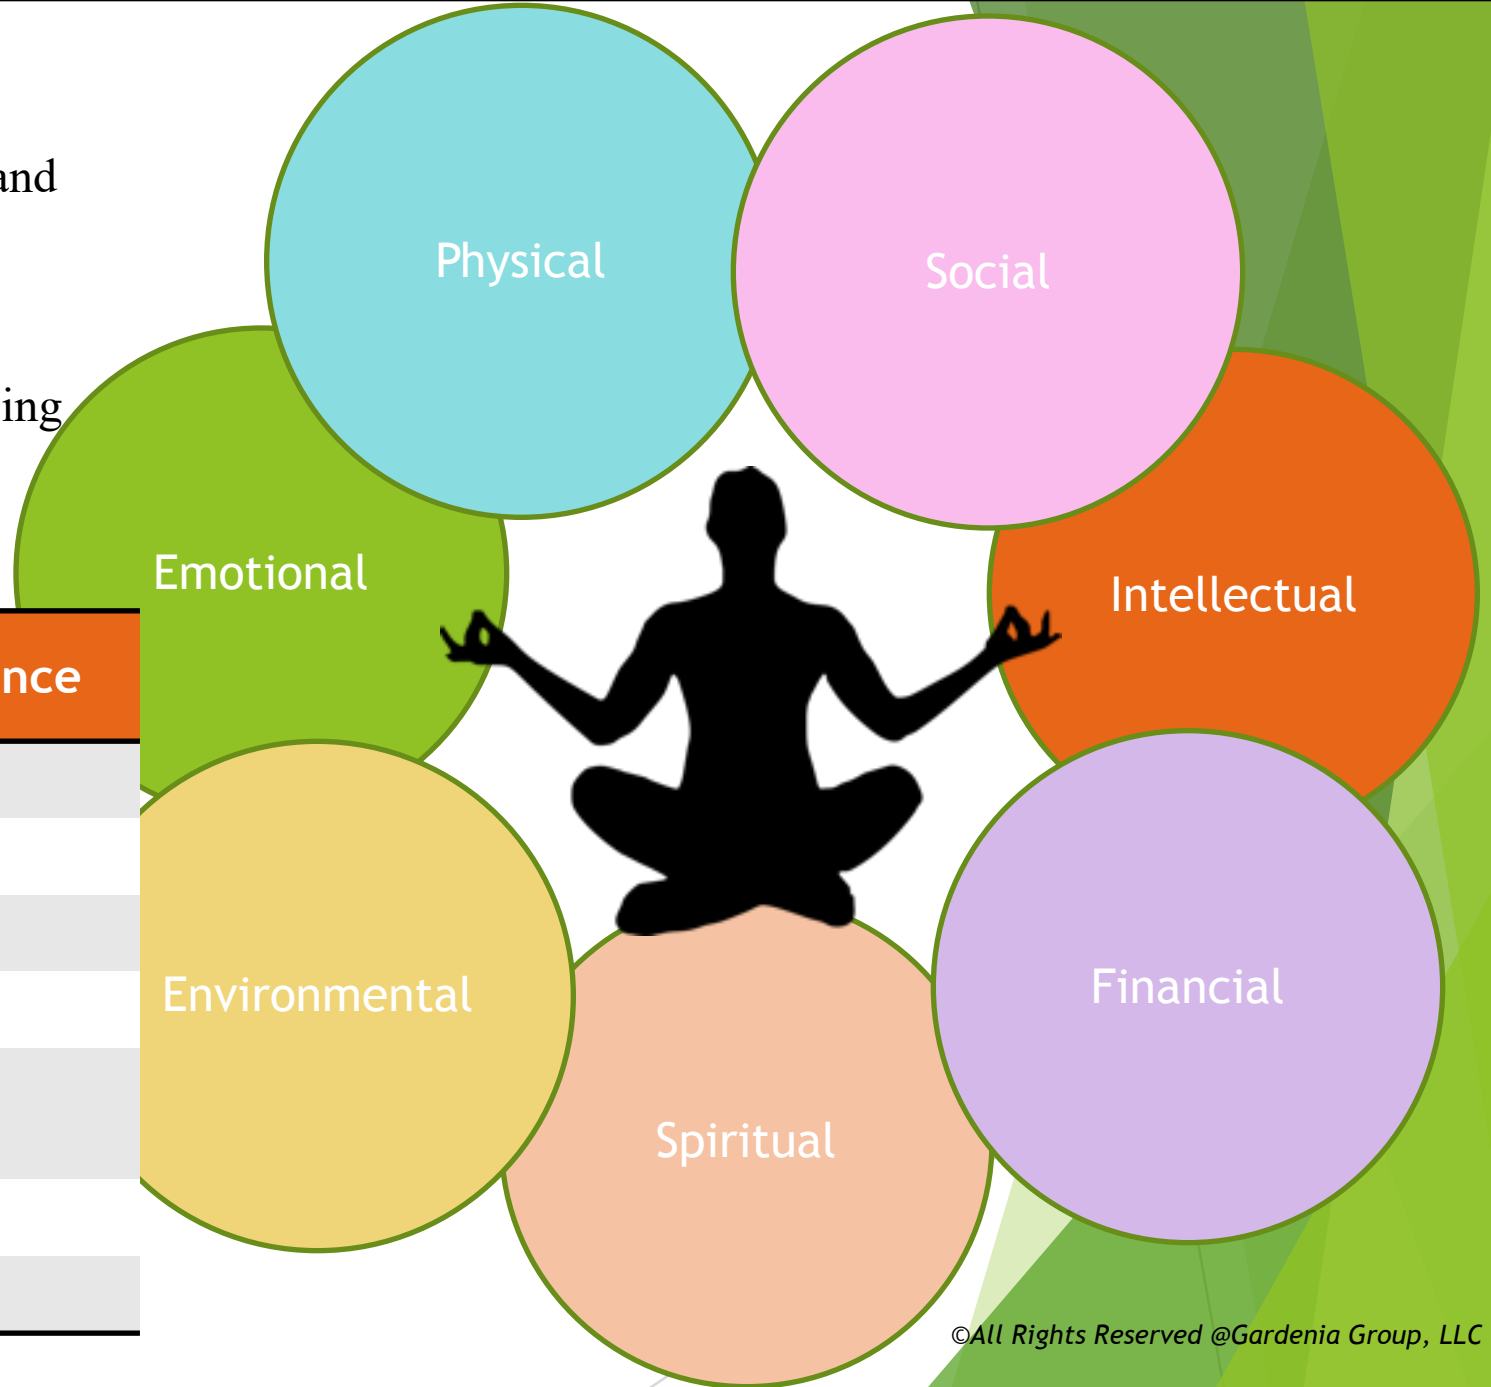 and
Physical
Social
ing
Emotional
Intellectual
nce
Environmental
Financial
Spiritual
©All Rights Reserved @Gardenia Group, LLC